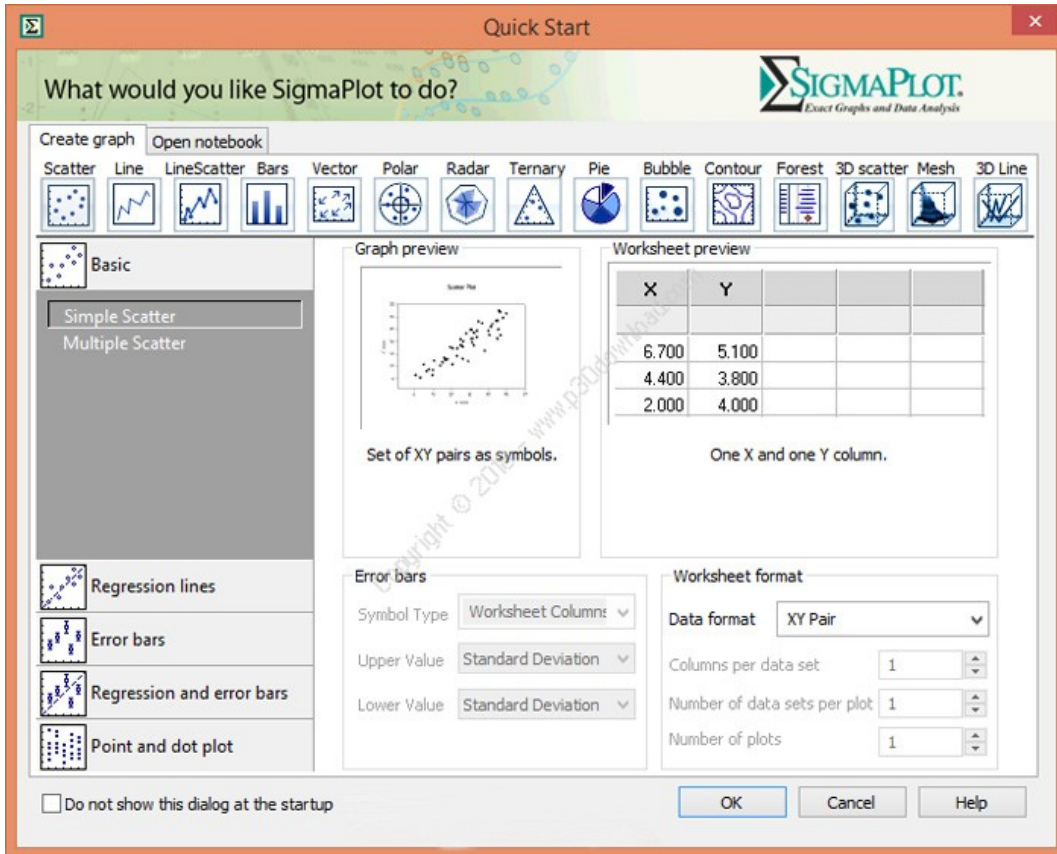 Quick Start
What would you like SigmaPlot to do?
SIGMAPLOT.
Exact Graphs and Data Analysis
Create graph Open notebook
Scatter Line LineScatter Bars Vector Polar Radar Ternary Pie Bubble Contour Forest 3D scatter Mesh 3D Line
Basic
Simple Scatter
Multiple Scatter
Regression lines
Error bars
Regression and error bars
Point and dot plot
Graph preview
Scatter Plot
Set of XY pairs as symbols.
Worksheet preview
X Y
6.700 5.100
4.400 3.800
2.000 4.000
One X and one Y column.
Error bars
Symbol Type Worksheet Columns
Upper Value Standard Deviation
Lower Value Standard Deviation
Worksheet format
Data format XY Pair
Columns per data set 1
Number of data sets per plot 1
Number of plots 1
Do not show this dialog at the startup
OK Cancel Help
Copyright © www.p30download.com